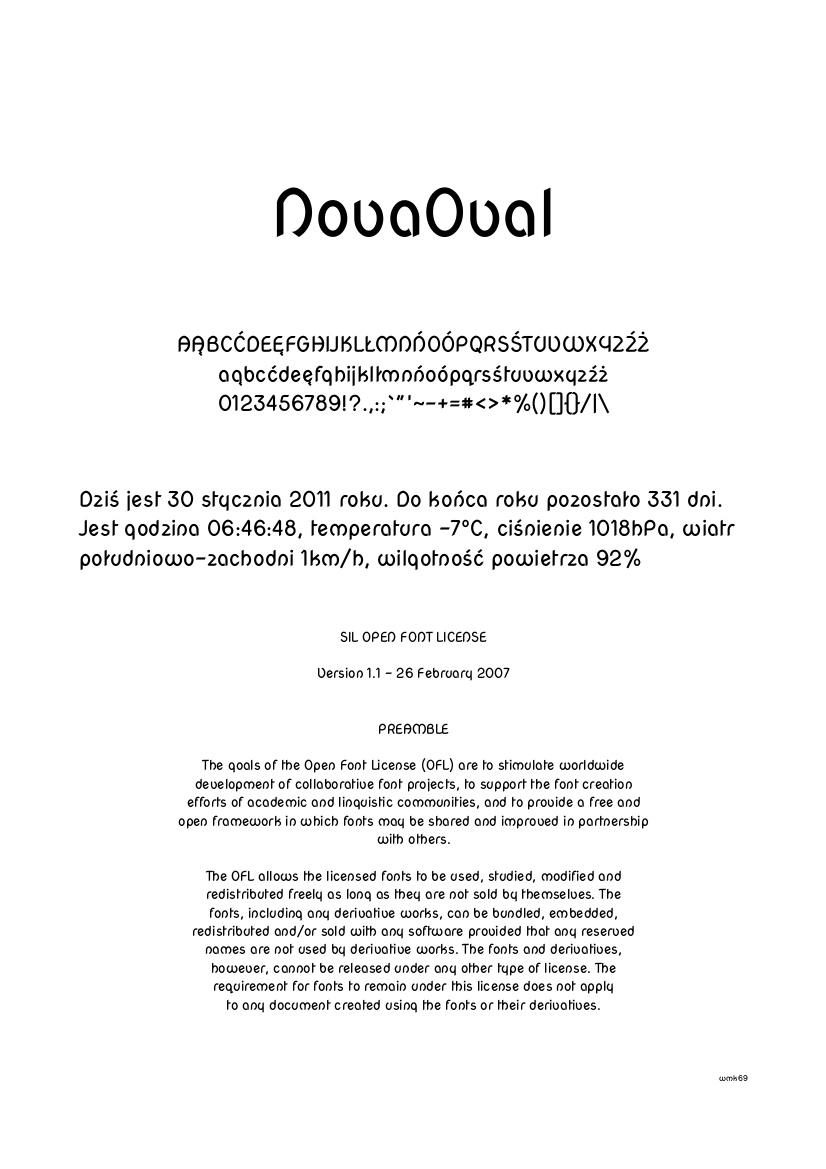 NovaOval
AĄBCĆDEĘFGHIJKLŁMNŃOÓPQRSŚTUVWXYZŹŻ
aąbcćdeęfghijklłmnńoópqrsśtuvwxyzźż
0123456789!?.,:;`"'~-+=#<>*%()[]{}/|\
Dziś jest 30 stycznia 2011 roku. Do końca roku pozostało 331 dni.
Jest godzina 06:46:48, temperatura -7°C, ciśnienie 1018hPa, wiatr
południowo-zachodni 1km/h, wilgotność powietrza 92%
SIL OPEN FONT LICENSE
Version 1.1 - 26 February 2007
PREAMBLE
The goals of the Open Font License (OFL) are to stimulate worldwide
development of collaborative font projects, to support the font creation
efforts of academic and linguistic communities, and to provide a free and
open framework in which fonts may be shared and improved in partnership
with others.
The OFL allows the licensed fonts to be used, studied, modified and
redistributed freely as long as they are not sold by themselves. The
fonts, including any derivative works, can be bundled, embedded,
redistributed and/or sold with any software provided that any reserved
names are not used by derivative works. The fonts and derivatives,
however, cannot be released under any other type of license. The
requirement for fonts to remain under this license does not apply
to any document created using the fonts or their derivatives.
wmk69